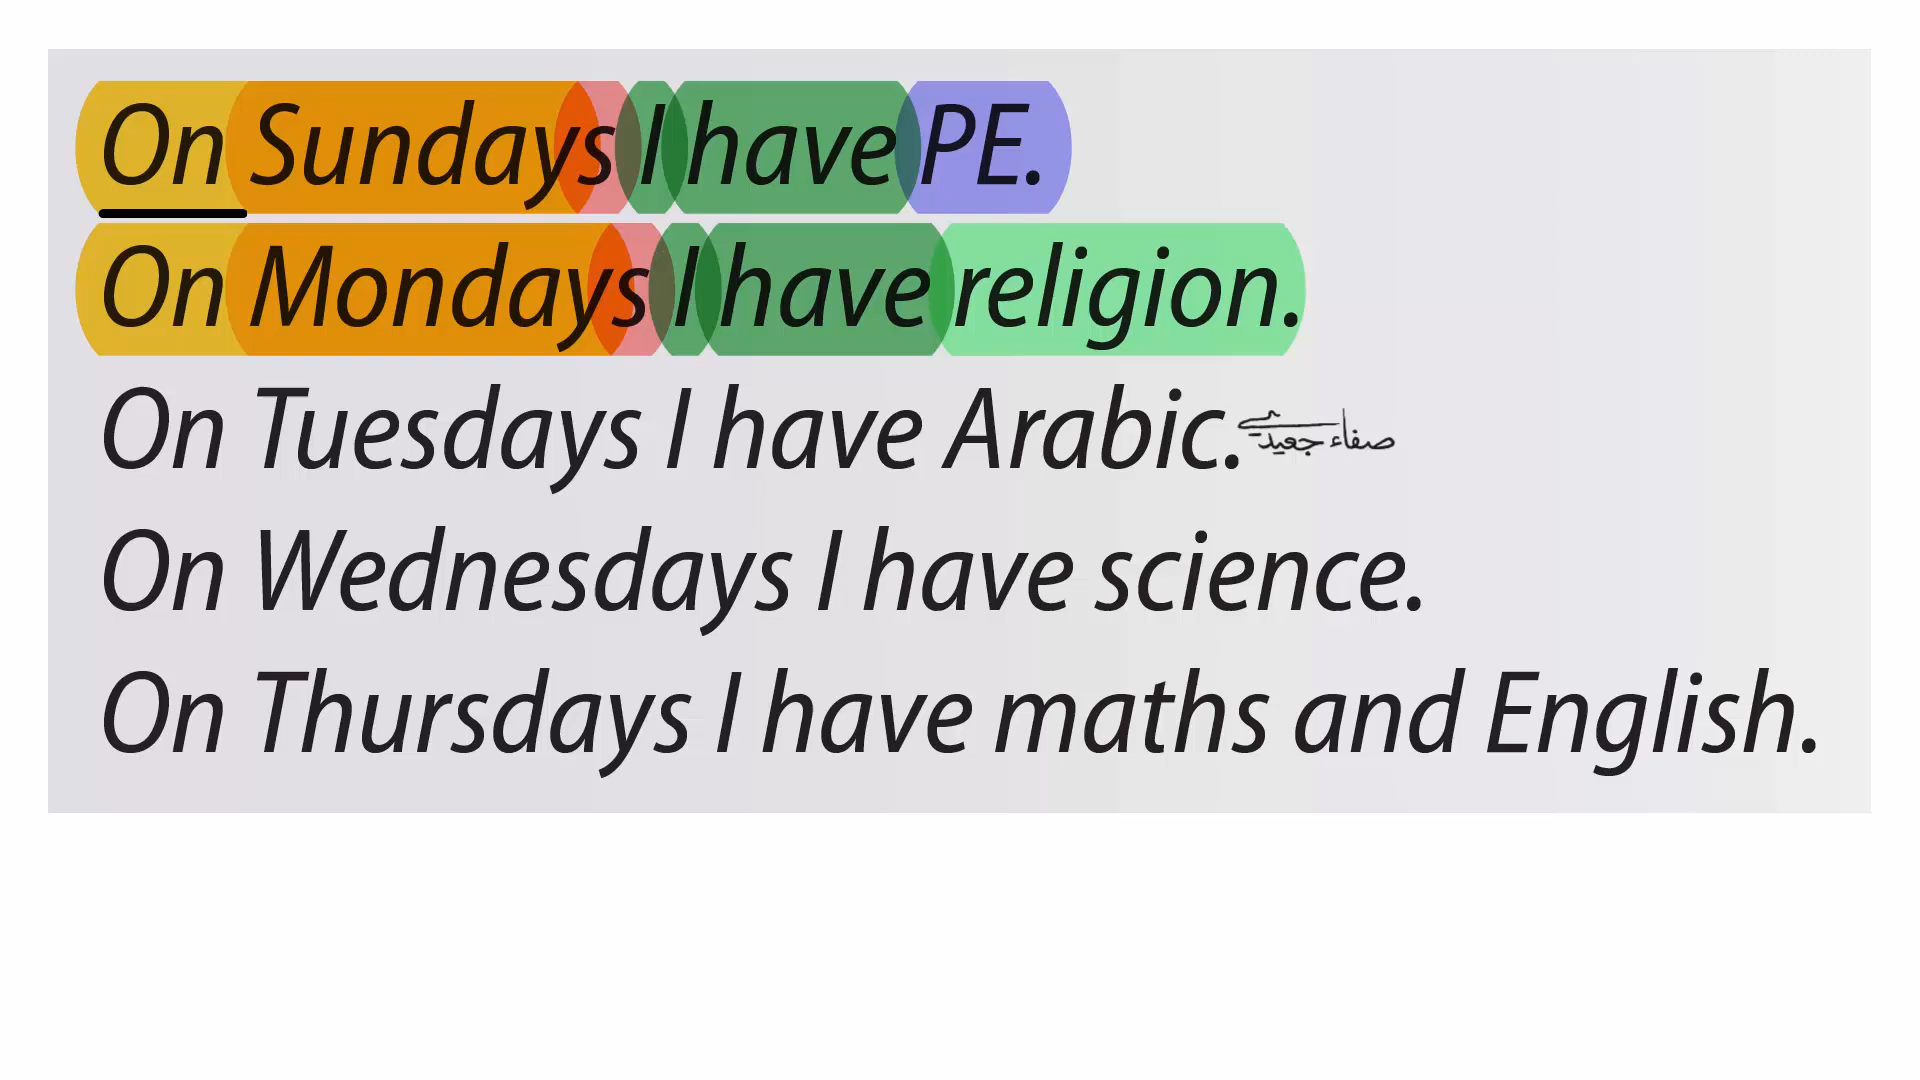 On Sundays I have PE.
On Mondays I have religion.
On Tuesdays I have Arabic.
صفاء جعيدي
On Wednesdays I have science.
On Thursdays I have maths and English.